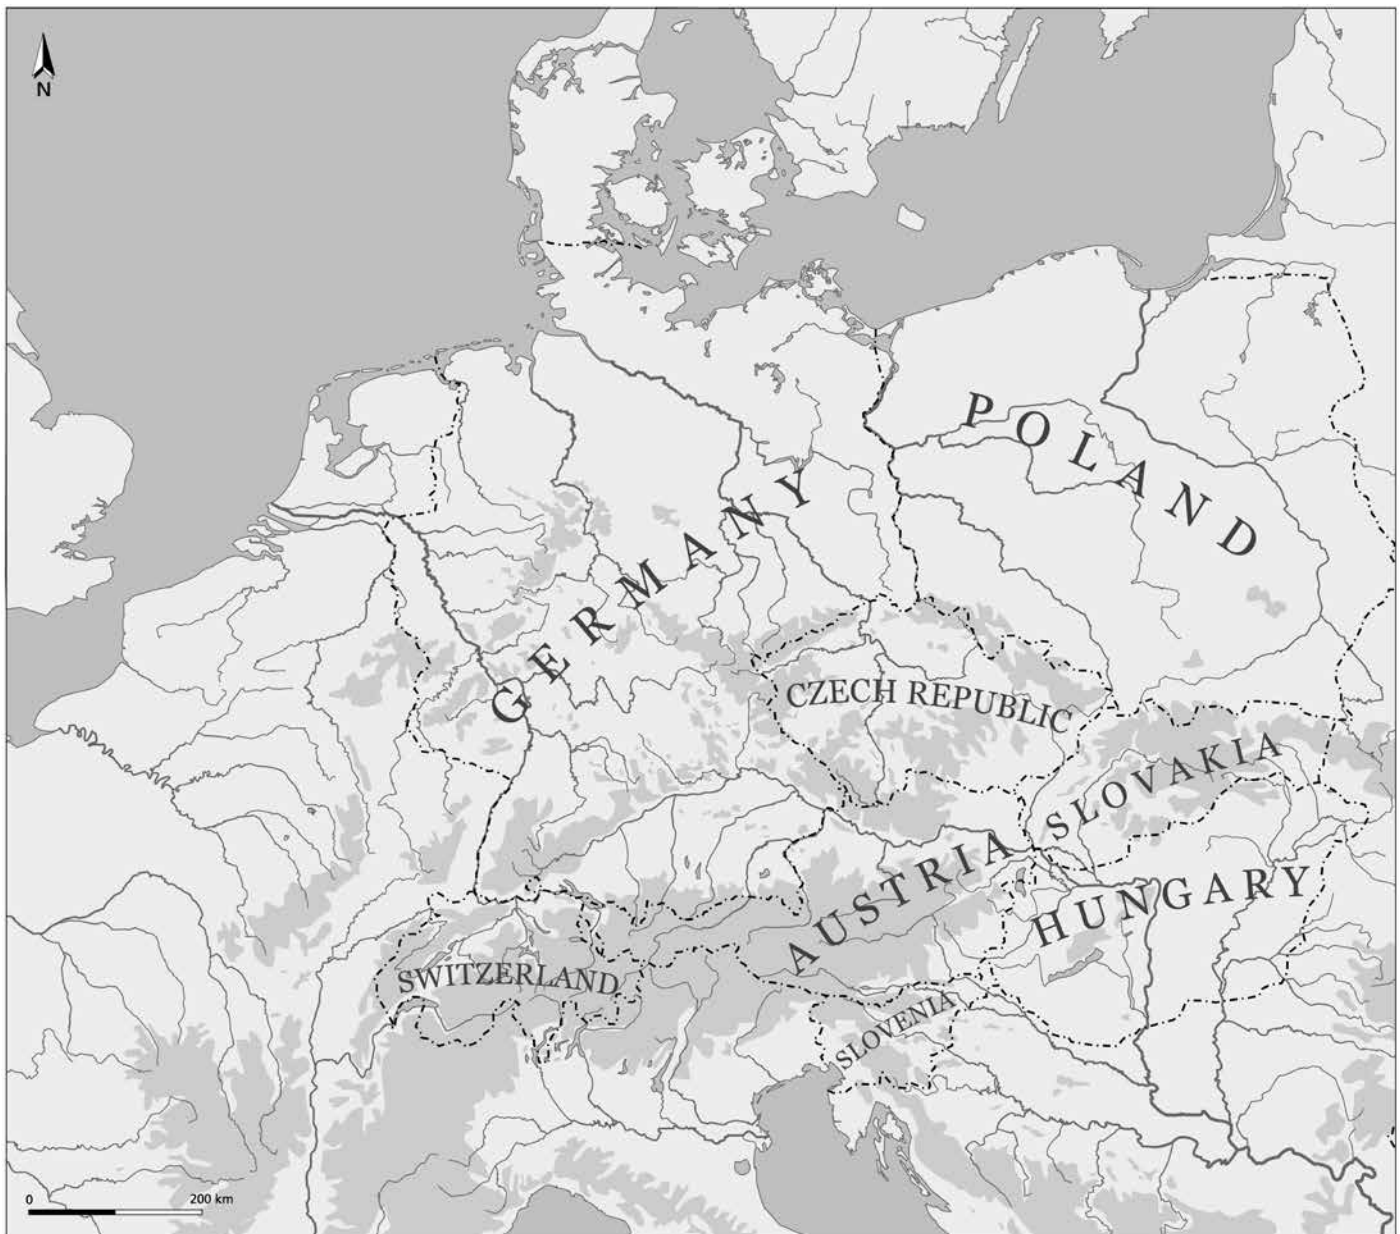 N
POLAND
GERMANY
CZECH REPUBLIC
SLOVAKIA
AUSTRIA
HUNGARY
SWITZERLAND
SLOVENIA
0 200 km